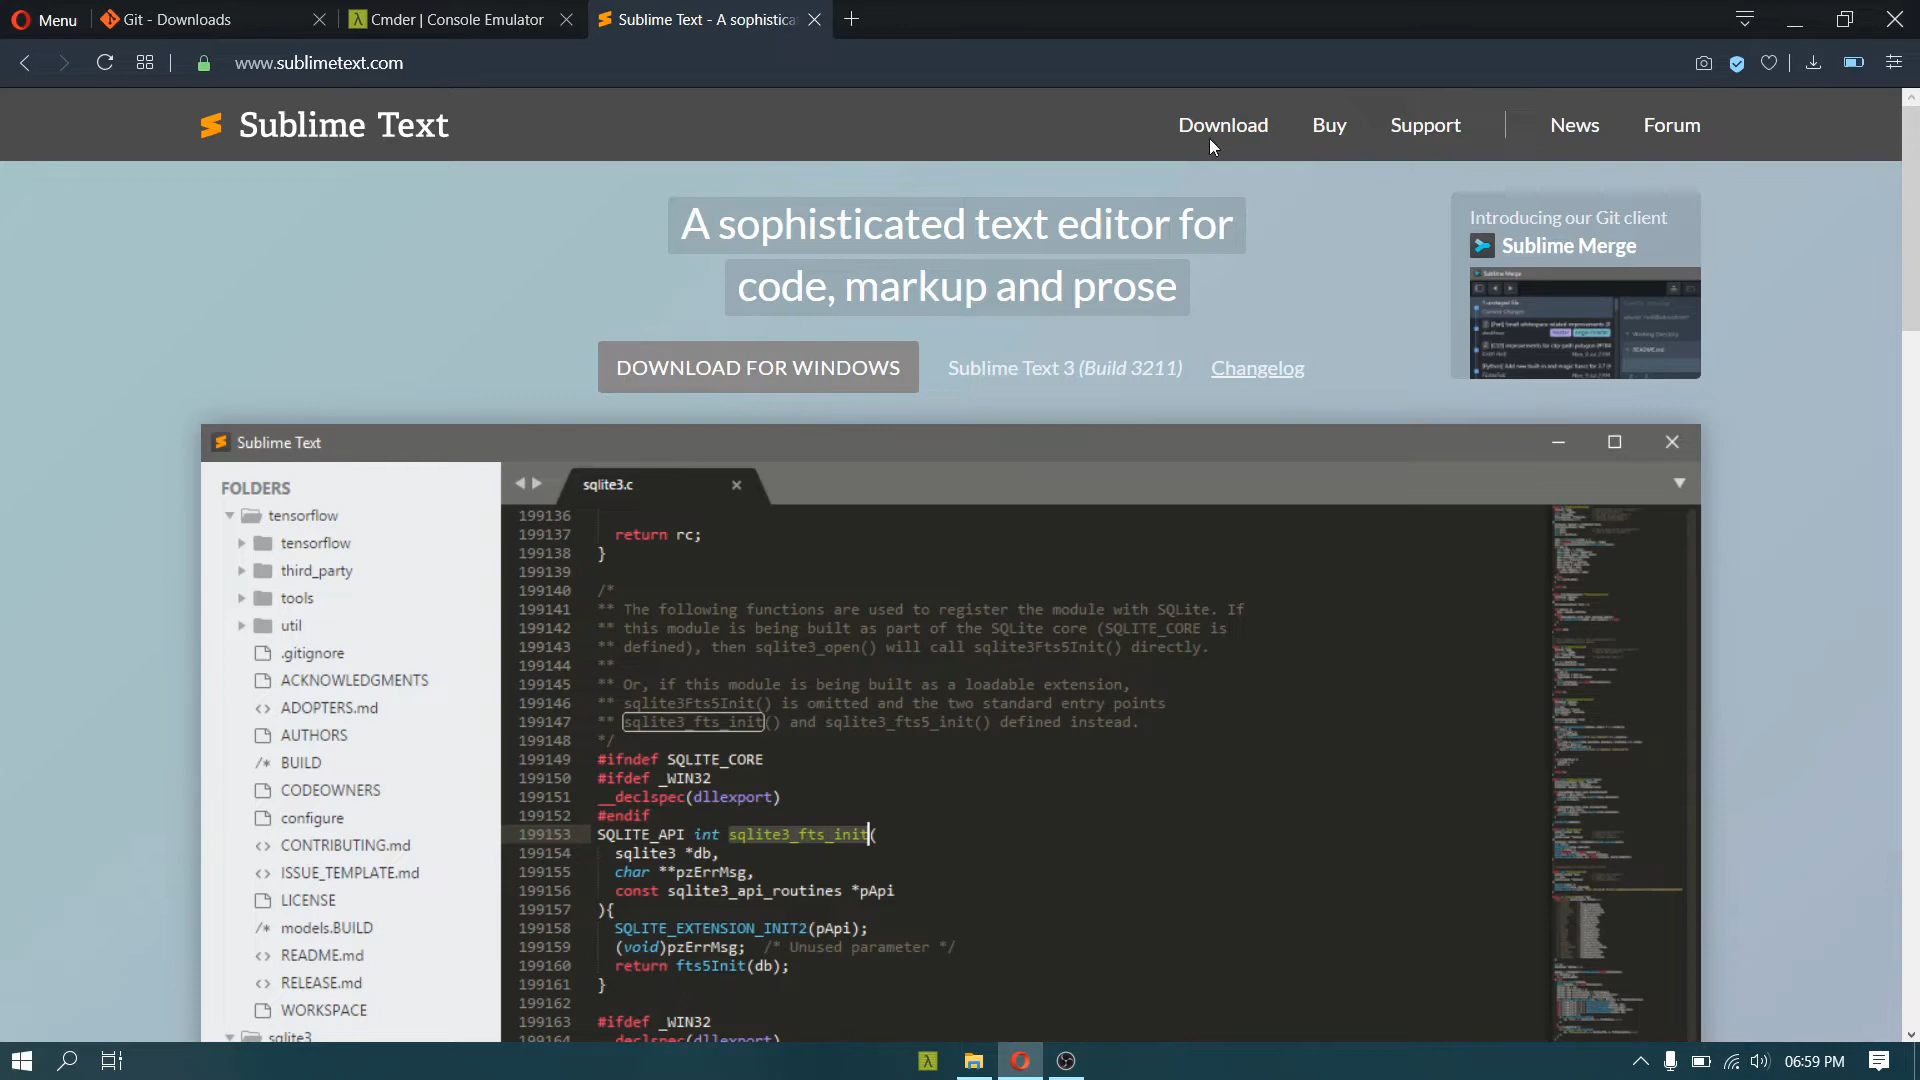 Menu
Git - Downloads
Cmder | Console Emulator
Sublime Text - A sophistica
www.sublimetext.com
Sublime Text
Download
Buy
Support
News
Forum
A sophisticated text editor for
code, markup and prose
Introducing our Git client
Sublime Merge
DOWNLOAD FOR WINDOWS
Sublime Text 3 (Build 3211)
Changelog
Sublime Text
FOLDERS
tensorflow
tensorflow
third_party
tools
util
.gitignore
ACKNOWLEDGMENTS
<> ADOPTERS.md
AUTHORS
/* BUILD
CODEOWNERS
configure
<> CONTRIBUTING.md
<> ISSUE_TEMPLATE.md
<> LICENSE
/* models.BUILD
<> README.md
<> RELEASE.md
WORKSPACE
sqlite3
sqlite3.c
199136
199137 return rc;
199138 }
199139
199140 /*
199141 ** The following functions are used to register the module with SQLite. If
199142 ** this module is being built as part of the SQLite core (SQLITE_CORE is
199143 ** defined), then sqlite3_open() will call sqlite3Fts5Init() directly.
199144 **
199145 ** Or, if this module is being built as a loadable extension,
199146 ** sqlite3Fts5Init() is omitted and the two standard entry points
199147 ** sqlite3_fts_init() and sqlite3_fts5_init() defined instead.
199148 */
199149 #ifndef SQLITE_CORE
199150 #ifdef _WIN32
199151 __declspec(dllexport)
199152 #endif
199153 SQLITE_API int sqlite3_fts_init(
199154 sqlite3 *db,
199155 char **pzErrMsg,
199156 const sqlite3_api_routines *pApi
199157 ){
199158 SQLITE_EXTENSION_INIT2(pApi);
199159 (void)pzErrMsg; /* Unused parameter */
199160 return fts5Init(db);
199161 }
199162
199163 #ifdef _WIN32
199164 __declspec(dllexport)
06:59 PM